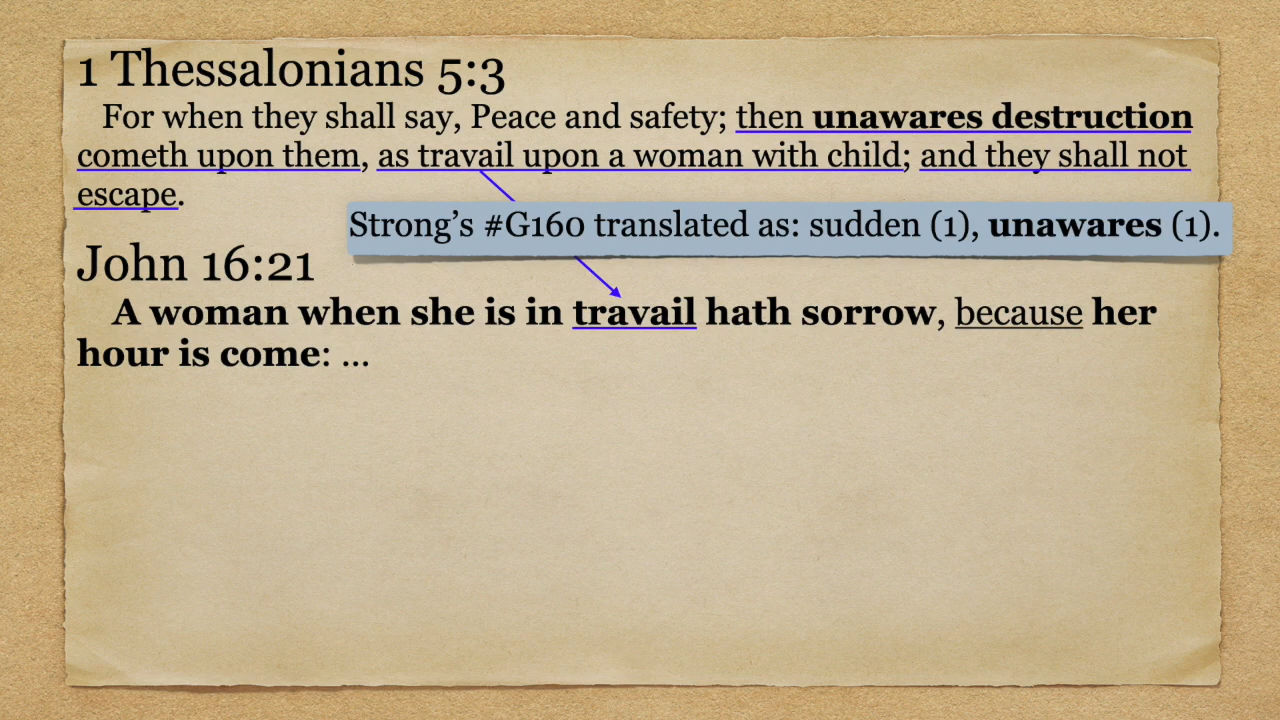 1 Thessalonians 5:3
For when they shall say, Peace and safety; then unawares destruction
cometh upon them, as travail upon a woman with child; and they shall not
escape.
Strong’s #G160 translated as: sudden (1), unawares (1).
John 16:21
A woman when she is in travail hath sorrow, because her
hour is come: ...